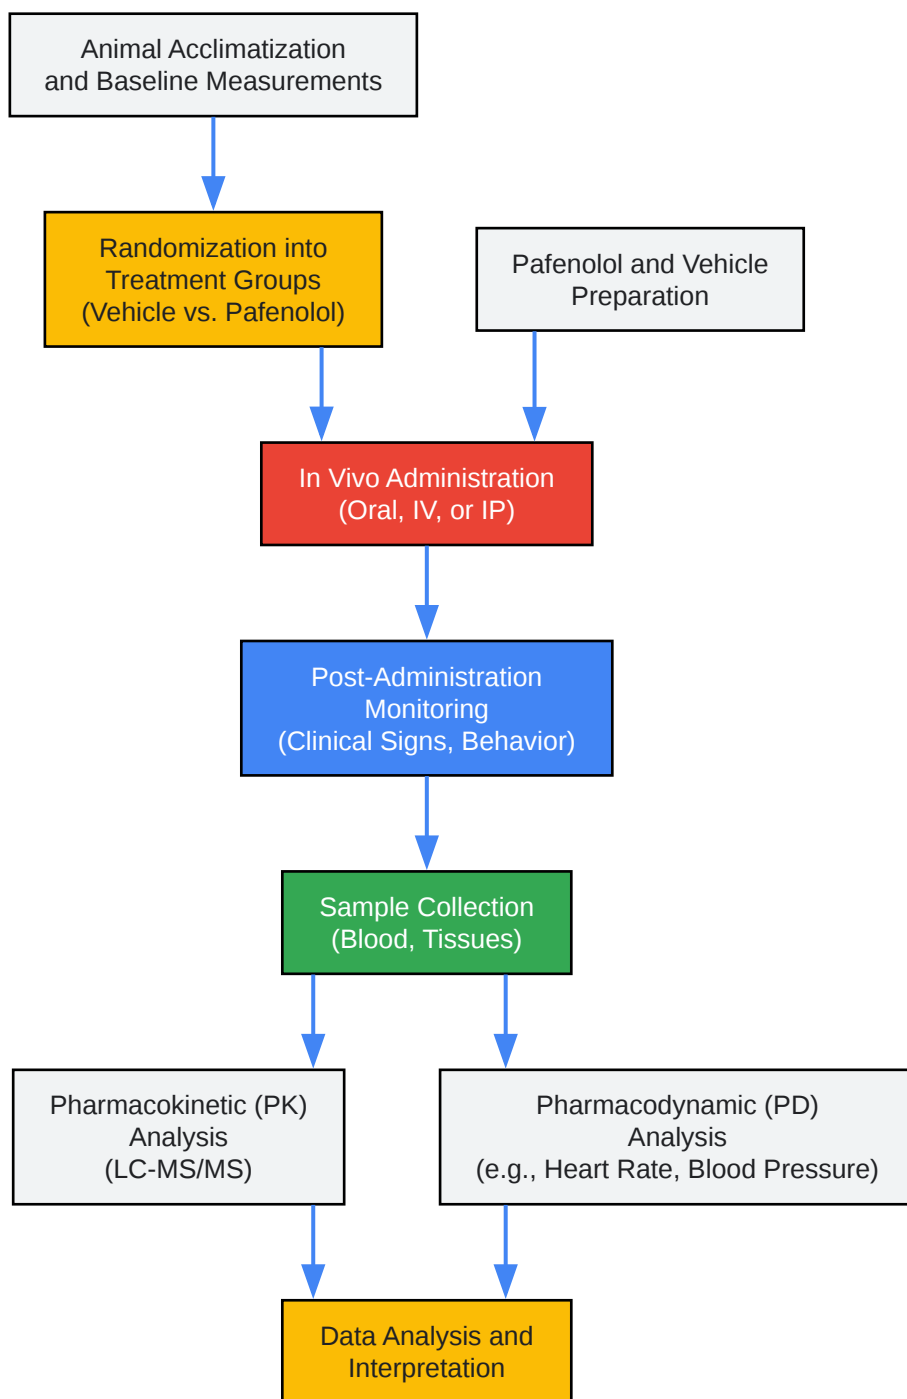 Animal Acclimatization
and Baseline Measurements
Randomization into
Treatment Groups
(Vehicle vs. Pafenolol)
Pafenolol and Vehicle
Preparation
In Vivo Administration
(Oral, IV, or IP)
Post-Administration
Monitoring
(Clinical Signs, Behavior)
Sample Collection
(Blood, Tissues)
Pharmacokinetic (PK)
Analysis
(LC-MS/MS)
Pharmacodynamic (PD)
Analysis
(e.g., Heart Rate, Blood Pressure)
Data Analysis and
Interpretation